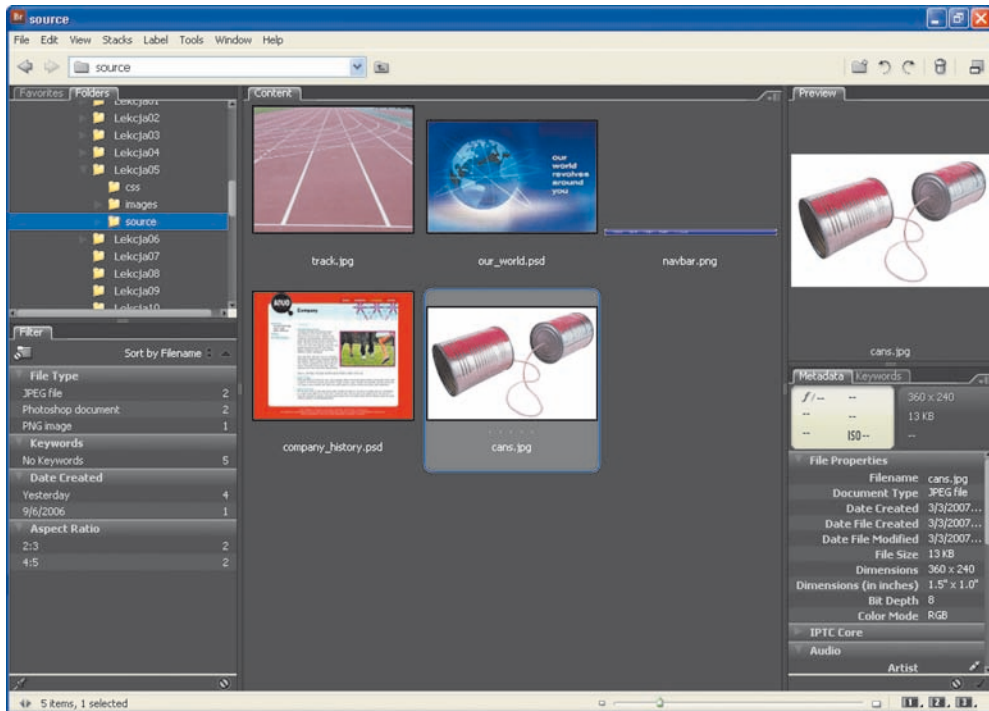 Br source
File Edit View Stacks Label Tools Window Help
source
Favorites Folders
Lekcja01
Lekcja02
Lekcja03
Lekcja04
Lekcja05
css
images
source
Lekcja06
Lekcja07
Lekcja08
Lekcja09
Lekcja10
Filter
Sort by Filename
File Type
JPEG file 2
Photoshop document 2
PNG image 1
Keywords
No Keywords 5
Date Created
Yesterday 4
9/6/2006 1
Aspect Ratio
2:3 2
4:5 2
Content
our
world
revolves
around
you
track.jpg our_world.psd navbar.png
Company
company_history.psd cans.jpg
Preview
cans.jpg
Metadata Keywords
f/-- --
-- --
-- ISO--
360 x 240
13 KB
--
File Properties
Filename cans.jpg
Document Type JPEG file
Date Created 3/3/2007...
Date File Created 3/3/2007...
Date File Modified 3/3/2007...
File Size 13 KB
Dimensions 360 x 240
Dimensions (in inches) 1.5" x 1.0"
Bit Depth 8
Color Mode RGB
IPTC Core
Audio
Artist
5 items, 1 selected
1 2 3